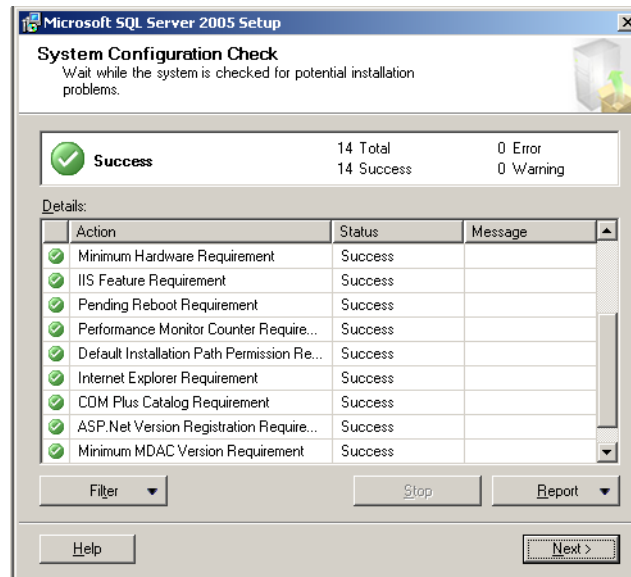 Microsoft SQL Server 2005 Setup
System Configuration Check
Wait while the system is checked for potential installation
problems.
Success 14 Total 0 Error
14 Success 0 Warning
Details:
Action Status Message
Minimum Hardware Requirement Success
IIS Feature Requirement Success
Pending Reboot Requirement Success
Performance Monitor Counter Require... Success
Default Installation Path Permission Re... Success
Internet Explorer Requirement Success
COM Plus Catalog Requirement Success
ASP.Net Version Registration Require... Success
Minimum MDAC Version Requirement Success
Filter Stop Report
Help Next >